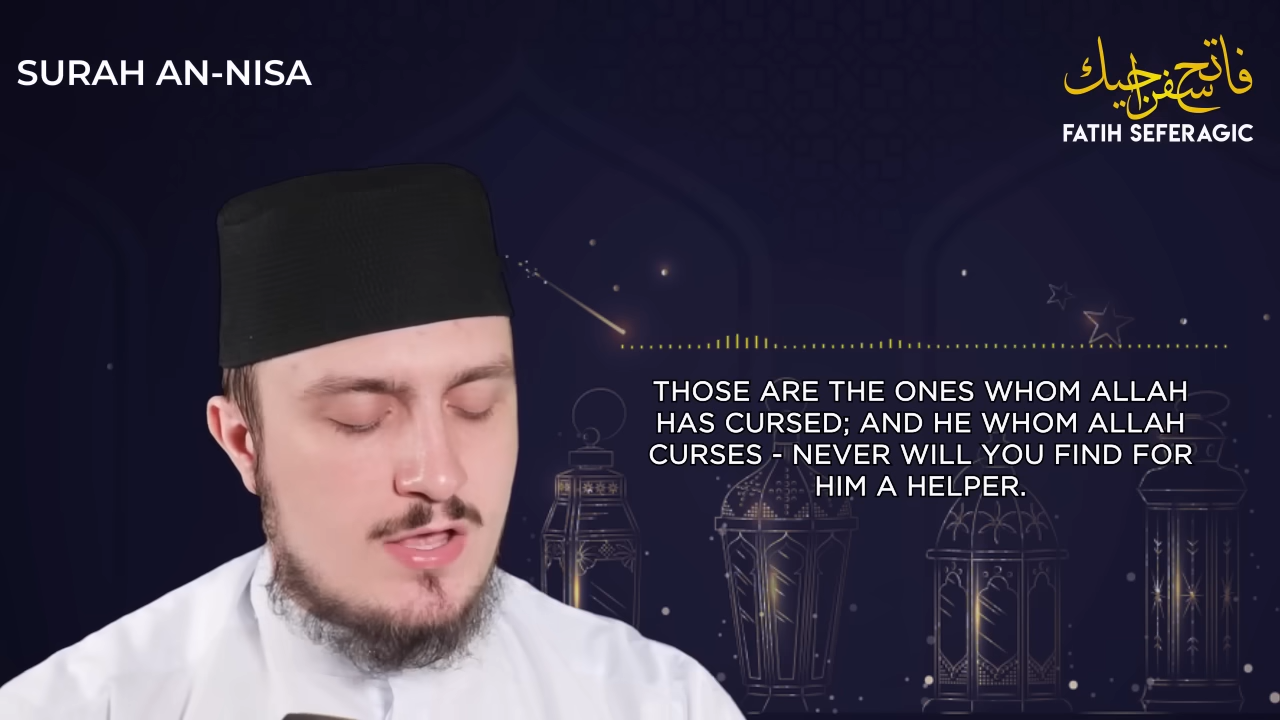 SURAH AN-NISA
فاتح سفراجيك
FATIH SEFERAGIC
THOSE ARE THE ONES WHOM ALLAH
HAS CURSED; AND HE WHOM ALLAH
CURSES - NEVER WILL YOU FIND FOR
HIM A HELPER.